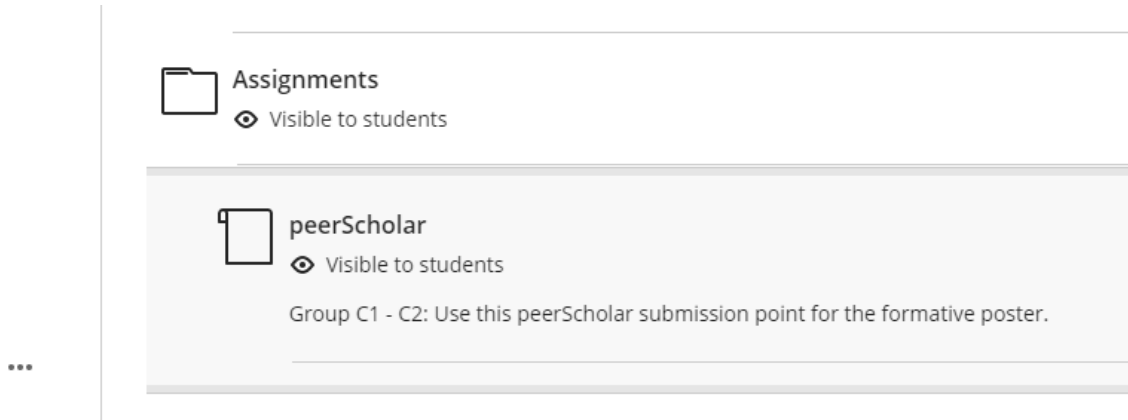 Assignments
Visible to students
peerScholar
Visible to students
Group C1 - C2: Use this peerScholar submission point for the formative poster.